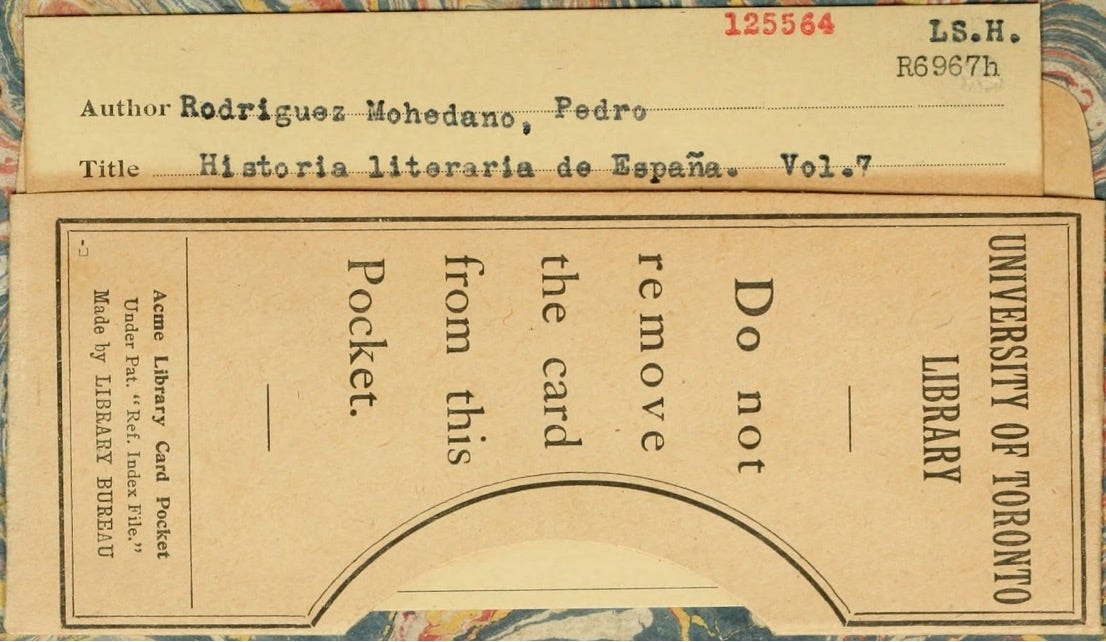 125564
LS.H.
R6967h
Author Rodriguez Mohedano, Pedro
Title Historia literaria de España. Vol.7
UNIVERSITY OF TORONTO
LIBRARY
Do not
remove
the card
from this
Pocket.
Acme Library Card Pocket
Under Pat. "Ref. Index File."
Made by LIBRARY BUREAU